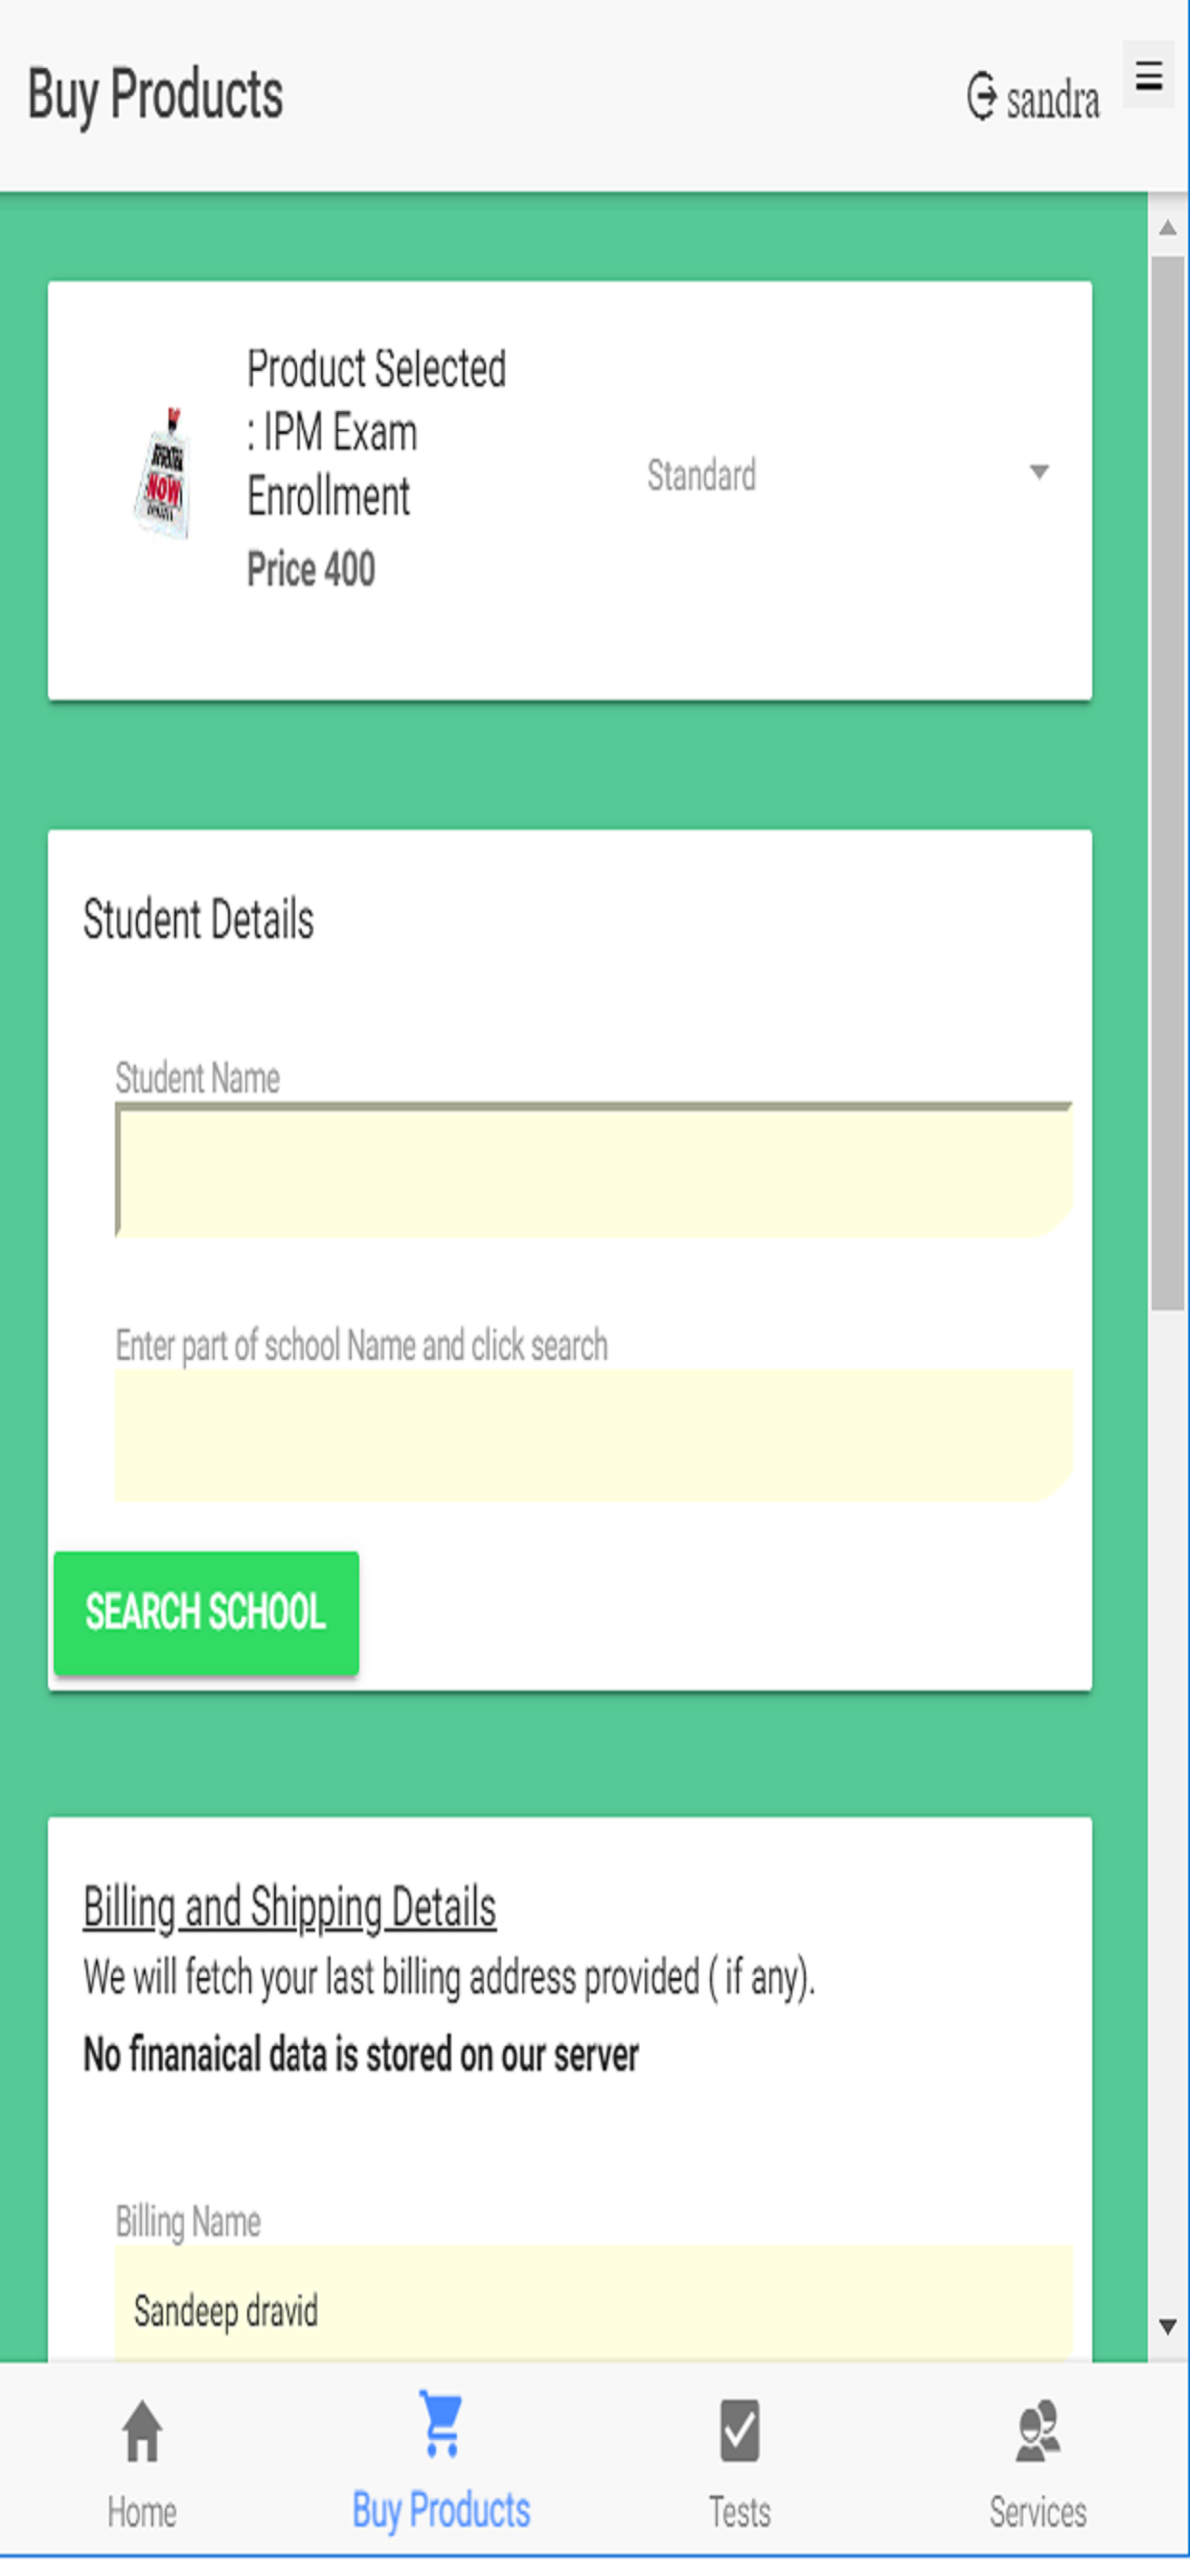 Buy Products
sandra
Product Selected
: IPM Exam
Enrollment
Price 400
Standard
NOW
Student Details
Student Name
Enter part of school Name and click search
SEARCH SCHOOL
Billing and Shipping Details
We will fetch your last billing address provided ( if any).
No finanaical data is stored on our server
Billing Name
Sandeep dravid
Home
Buy Products
Tests
Services